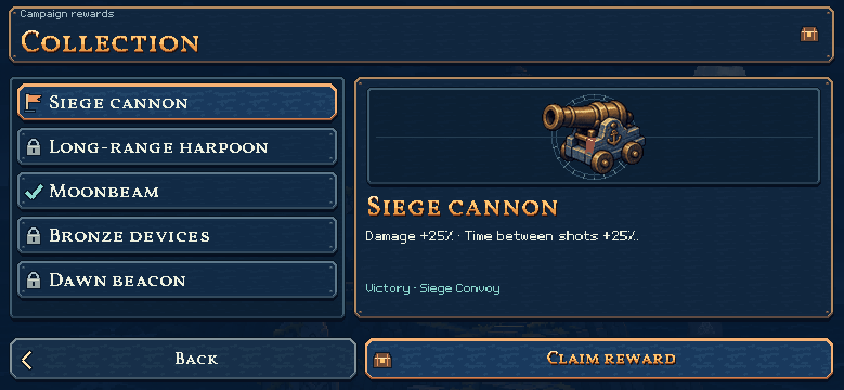 Campaign rewards
Collection
Siege cannon
Long-range harpoon
Moonbeam
Bronze devices
Dawn beacon
Siege cannon
Damage +25% · Time between shots +25%.
Victory · Siege Convoy
Back
Claim reward